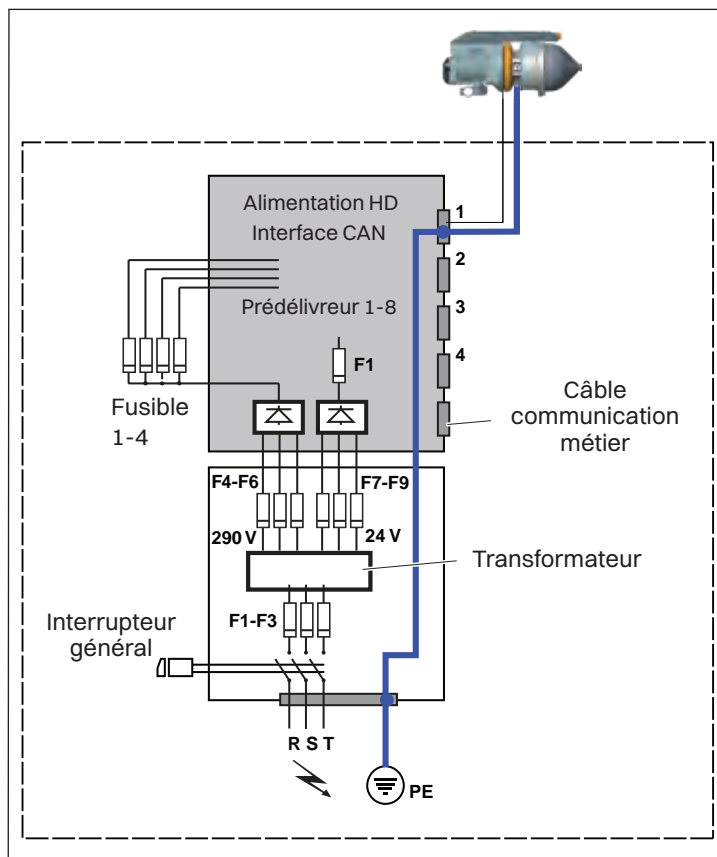 Alimentation HD
Interface CAN
1
2
Prédélivreur 1-8
3
4
F1
Fusible
1-4
Câble
communication
métier
F4-F6
F7-F9
290 V
24 V
Transformateur
F1-F3
Interrupteur
général
R S T
PE